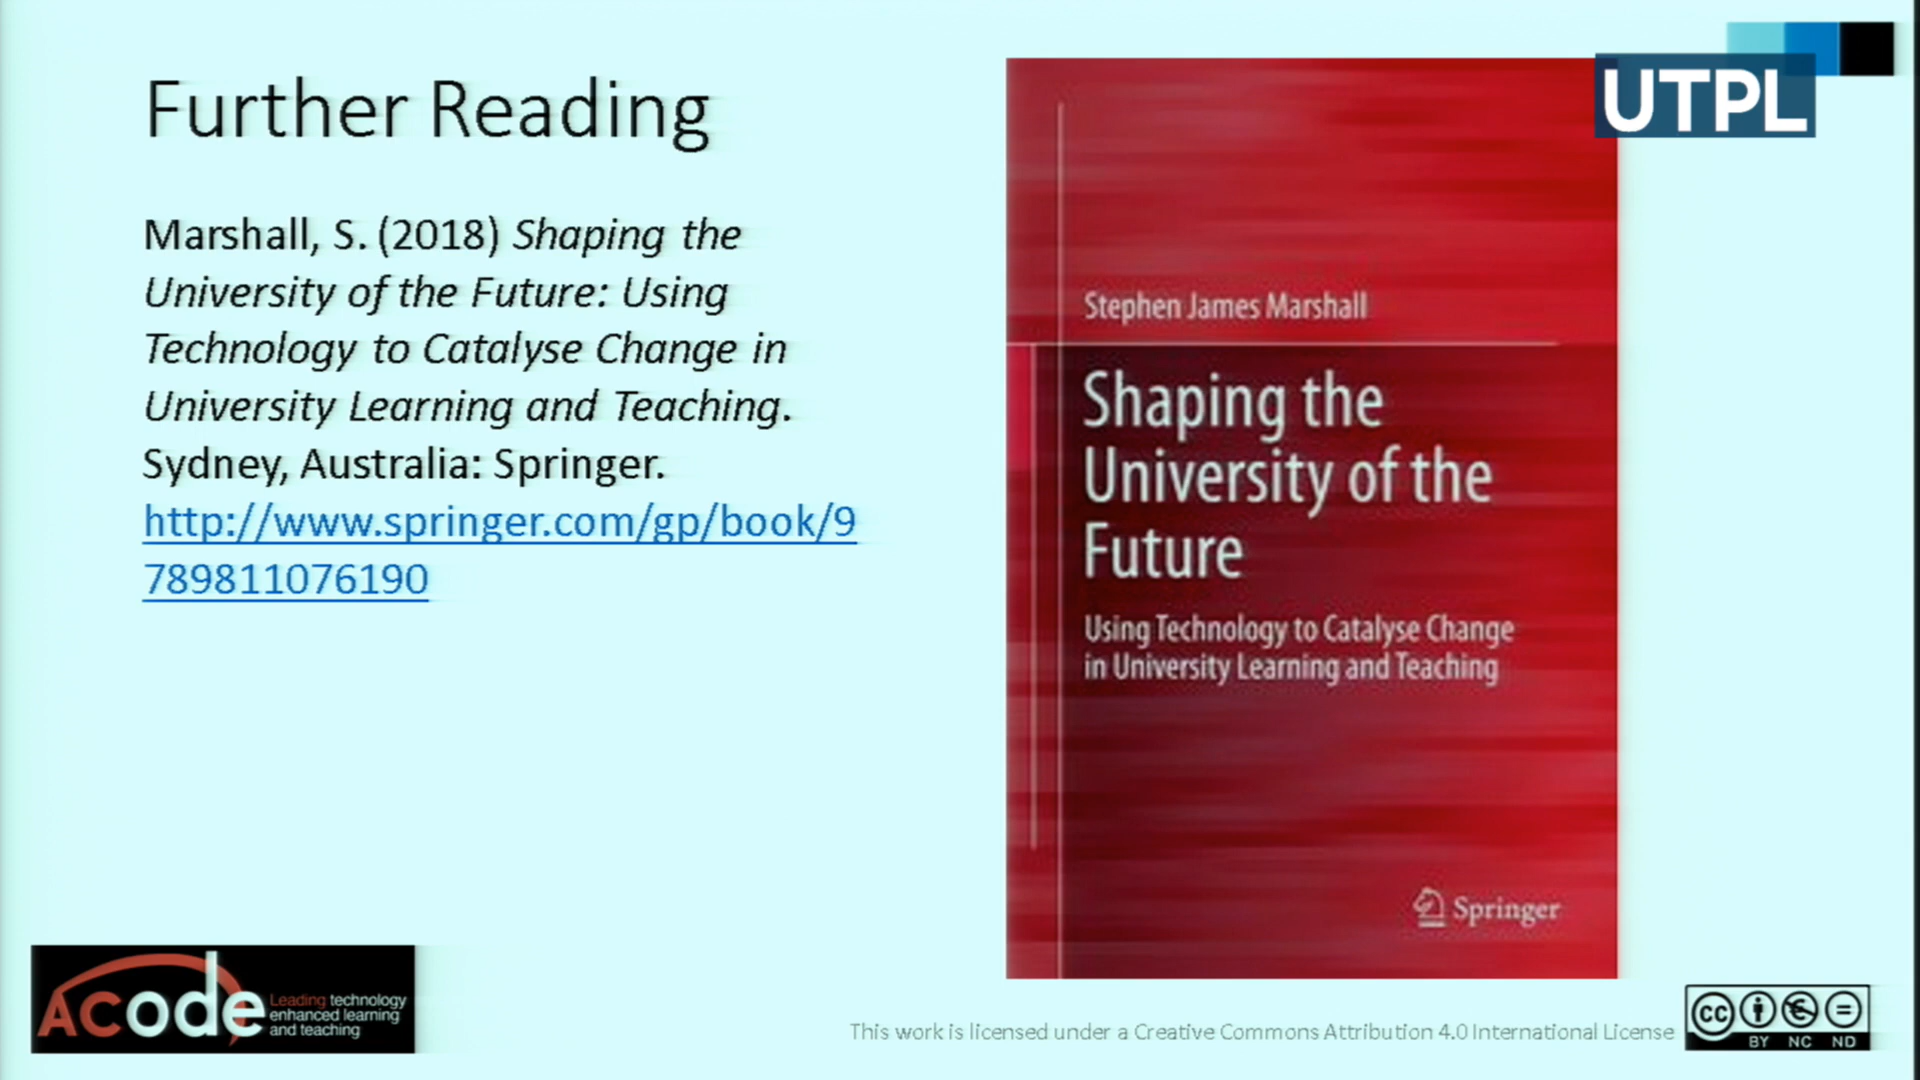 Further Reading
Marshall, S. (2018) Shaping the
University of the Future: Using
Technology to Catalyse Change in
University Learning and Teaching.
Sydney, Australia: Springer.
http://www.springer.com/gp/book/9
789811076190
UTPL
Stephen James Marshall
Shaping the
University of the
Future
Using Technology to Catalyse Change
in University Learning and Teaching
Springer
Acode
Leading technology
enhanced learning
and teaching
This work is licensed under a Creative Commons Attribution 4.0 International License
CC
BY NC ND